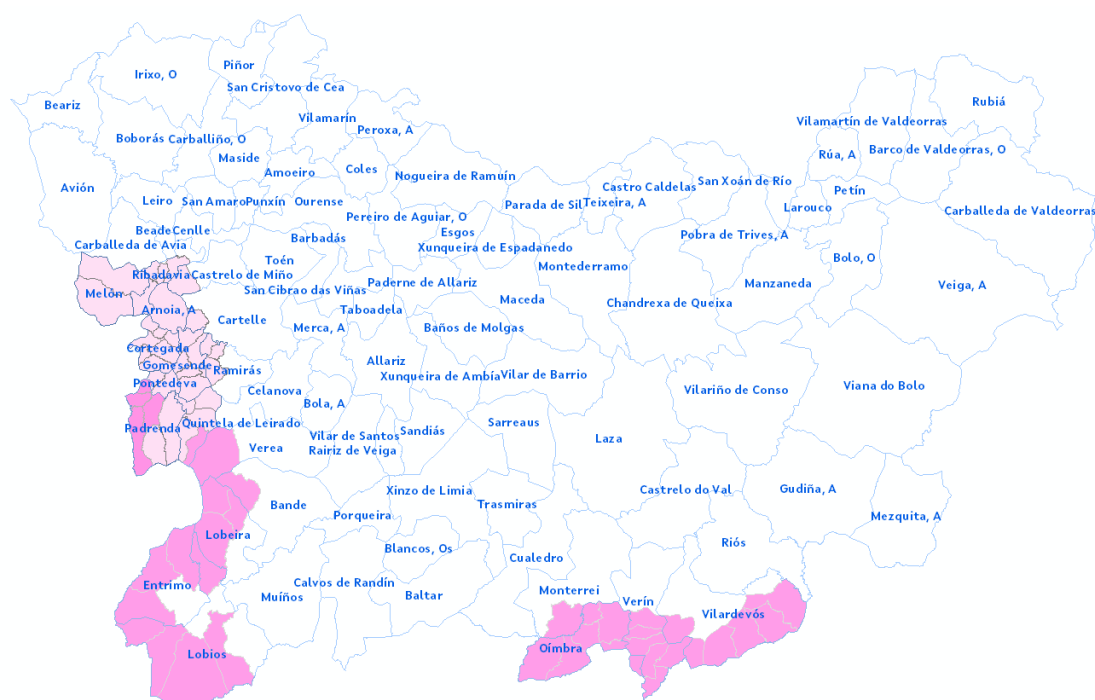 Piñor
Irixo, O
San Cristovo de Cea
Rubiá
Beariz
Vilamarín
Vilamartín de Valdeorras
Peroxa, A
Boborás
Carballiño, O
Barco de Valdeorras, O
Rúa, A
Maside
Coles
Amoeiro
Nogueira de Ramuín
San Xoán de Río
Castro Caldelas
Avión
Petín
Leiro
San Amaro
Punxín
Ourense
Parada de Sil
Teixeira, A
Larouco
Carballeda de Valdeorras
Pereiro de Aguiar, O
Beade
Cenlle
Esgos
Pobra de Trives, A
Barbadás
Carballeda de Avia
Xunqueira de Espadanedo
Toén
Bolo, O
Montederramo
Ribadavia
Castrelo de Miño
Paderne de Allariz
Manzaneda
Veiga, A
Melón
San Cibrao das Viñas
Maceda
Chandrexa de Queixa
Arnoia, A
Taboadela
Cartelle
Merca, A
Baños de Molgas
Cortegada
Allariz
Gomesende
Ramirás
Xunqueira de Ambía
Vilar de Barrio
Pontedeva
Viana do Bolo
Celanova
Vilariño de Conso
Bola, A
Quintela de Leirado
Sarreaus
Padrenda
Sandiás
Vilar de Santos
Laza
Verea
Rairiz de Veiga
Xinzo de Limia
Castrelo do Val
Gudiña, A
Bande
Trasmiras
Porqueira
Mezquita, A
Lobeira
Riós
Blancos, Os
Cualedro
Calvos de Randín
Entrimo
Monterrei
Muíños
Baltar
Verín
Vilardevós
Oímbra
Lobios